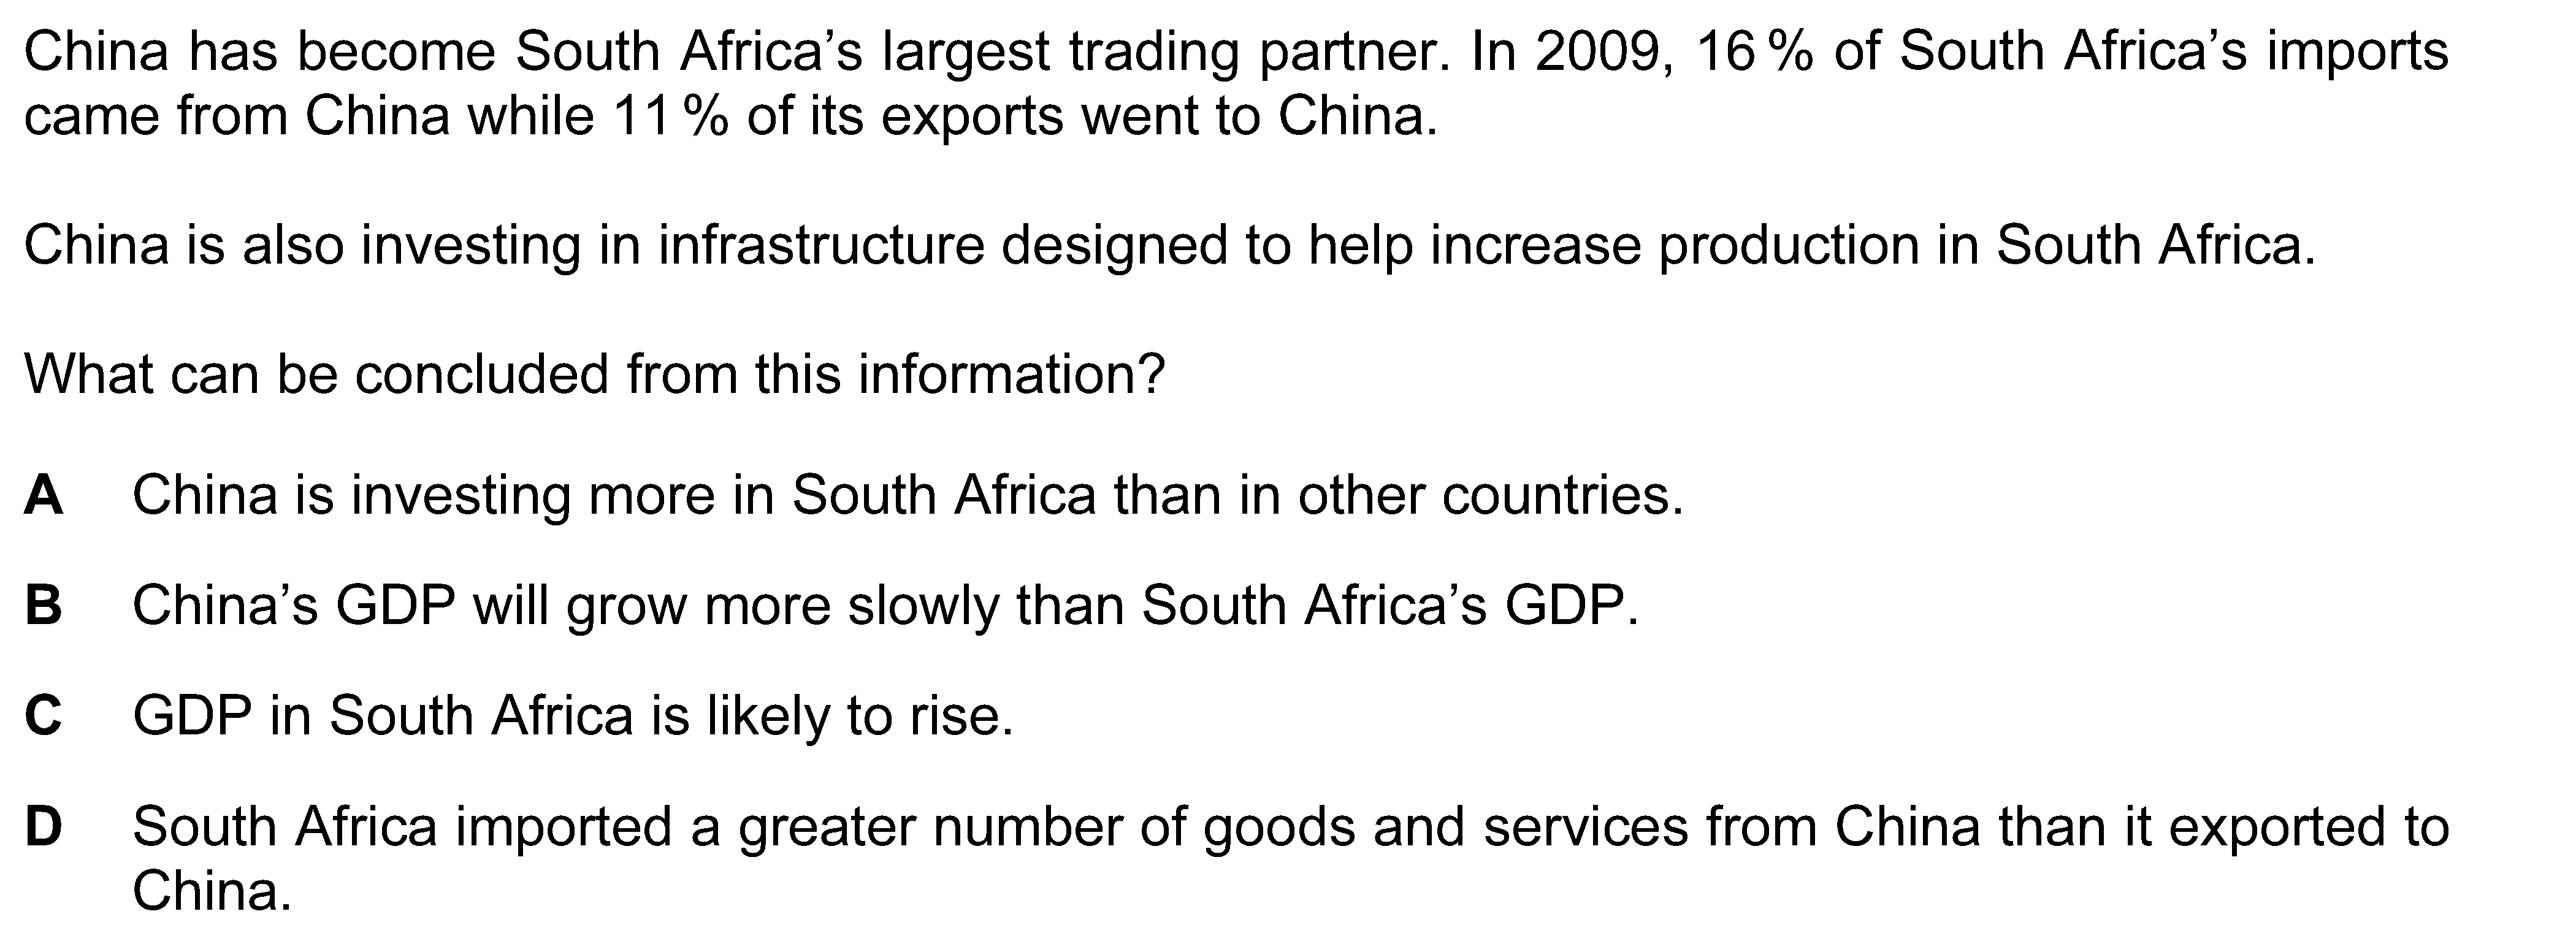 China has become South Africa’s largest trading partner. In 2009, 16 % of South Africa’s imports
came from China while 11 % of its exports went to China.
China is also investing in infrastructure designed to help increase production in South Africa.
What can be concluded from this information?
A China is investing more in South Africa than in other countries.
B China’s GDP will grow more slowly than South Africa’s GDP.
C GDP in South Africa is likely to rise.
D South Africa imported a greater number of goods and services from China than it exported to
China.